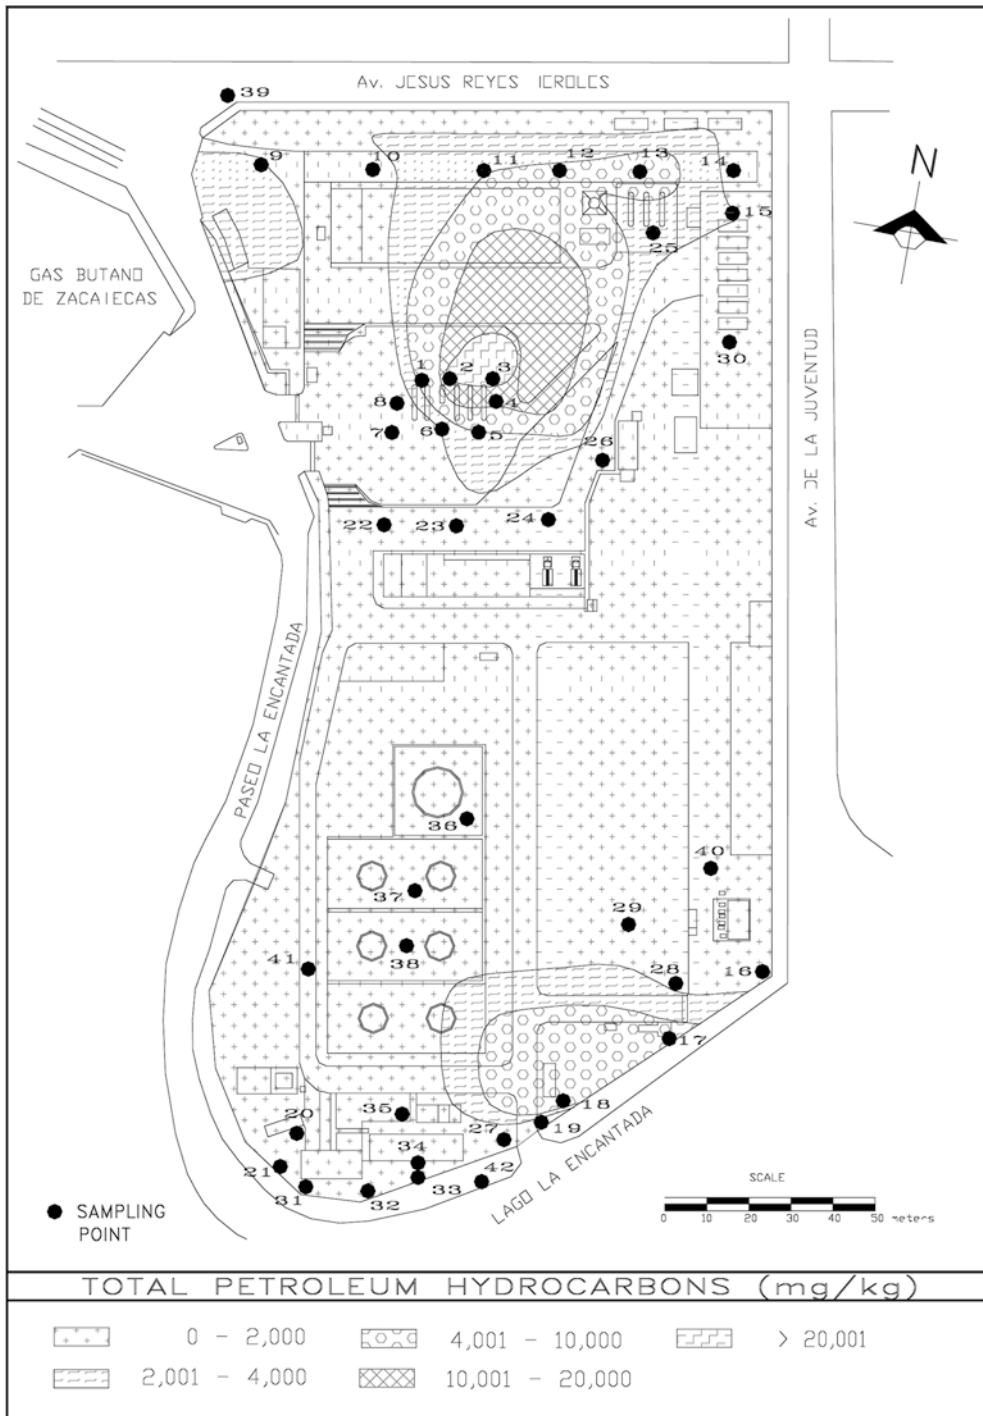 Av. JESUS REYES IEROLES
39
9
10
11
12
13
14
N
15
25
GAS BUTANO
DE ZACAIECAS
30
Av. DE LA JUVENTUD
1
2
3
8
4
7
6
5
26
22
23
24
PASEO LA ENCANTADA
36
40
37
29
38
41
28
16
17
18
35
19
20
27
34
21
42
31
32
33
LAGO LA ENCANTADA
SAMPLING
POINT
SCALE
0 10 20 30 40 50 meters
TOTAL PETROLEUM HYDROCARBONS (mg/kg)
0 - 2,000
4,001 - 10,000
> 20,001
2,001 - 4,000
10,001 - 20,000